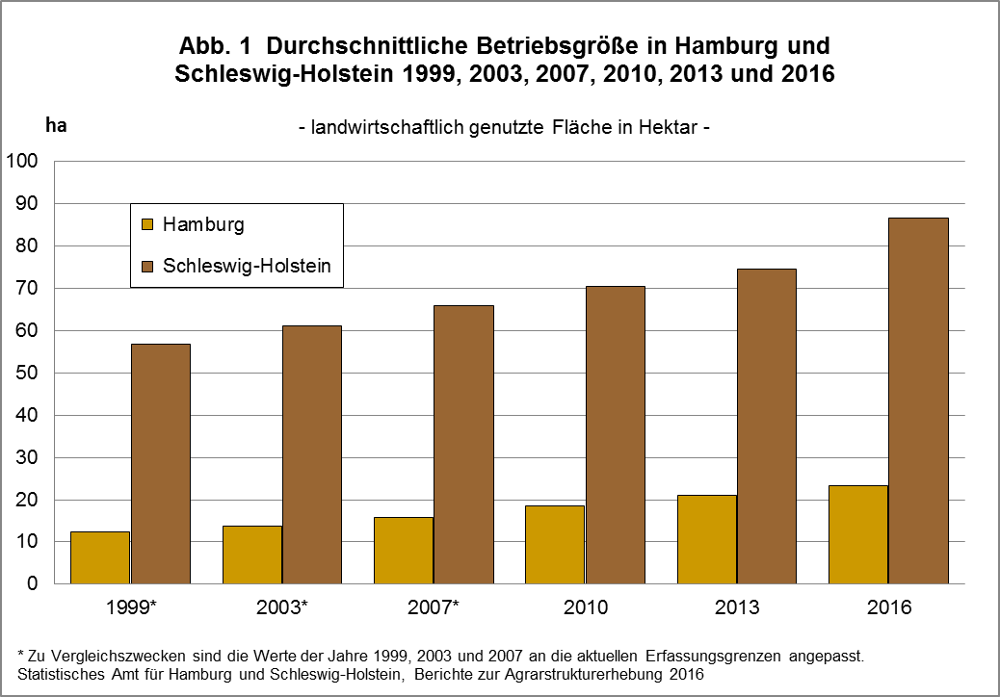 Abb. 1  Durchschnittliche Betriebsgröße in Hamburg und
Schleswig-Holstein 1999, 2003, 2007, 2010, 2013 und 2016
ha
- landwirtschaftlich genutzte Fläche in Hektar -
100
90
80
70
60
50
40
30
20
10
0
Hamburg
Schleswig-Holstein
1999* 2003* 2007* 2010 2013 2016
* Zu Vergleichszwecken sind die Werte der Jahre 1999, 2003 und 2007 an die aktuellen Erfassungsgrenzen angepasst.
Statistisches Amt für Hamburg und Schleswig-Holstein,  Berichte zur Agrarstrukturerhebung 2016